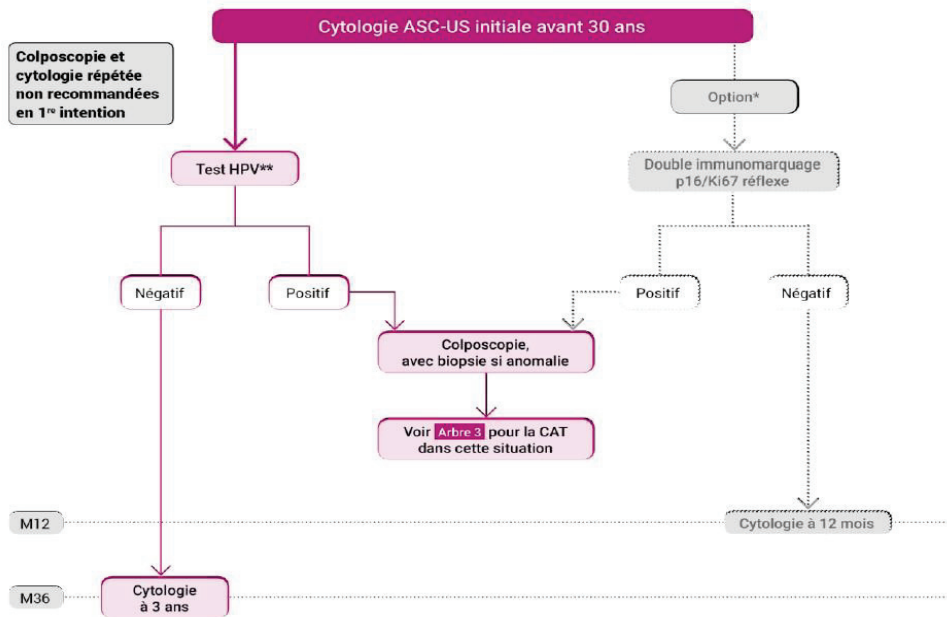 Cytologie ASC-US initiale avant 30 ans
Colposcopie et
cytologie répétée
non recommandées
en 1re intention
Option*
Test HPV**
Double immunomarquage
p16/Ki67 réflexe
Négatif
Positif
Positif
Négatif
Colposcopie,
avec biopsie si anomalie
Voir Arbre 3 pour la CAT
dans cette situation
M12
Cytologie à 12 mois
M36
Cytologie
à 3 ans